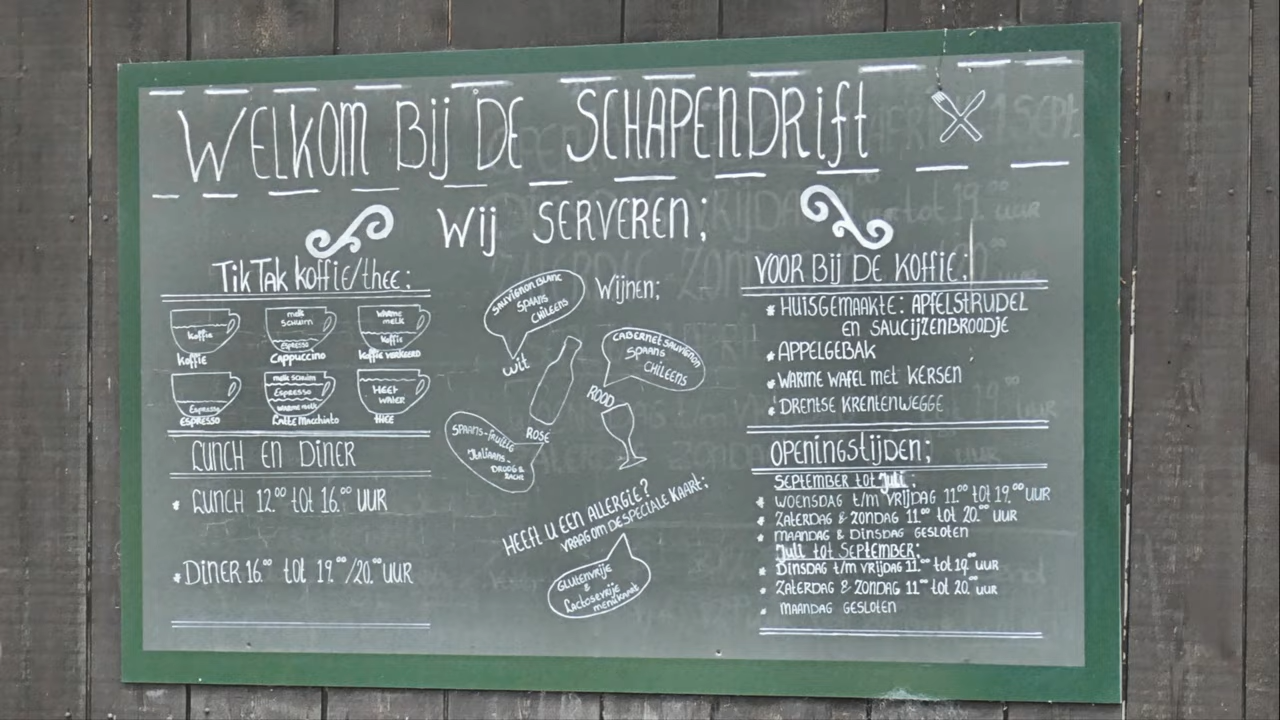 WELKOM BIJ DE SCHAPENDRIFT
WIJ SERVEREN;
TIKTAK KOFFIE/THEE;
KOFFIE
KOFFIE
MELK SCHUIM
ESPRESSO
CAPPUCCINO
WARME MELK
KOFFIE
KOFFIE VERKEERD
ESPRESSO
ESPRESSO
MELK SCHUIM
ESPRESSO
WARME MELK
LATTE MACCHIATO
HEET WATER
THEE
LUNCH EN DINER
* LUNCH 12.00 TOT 16.00 UUR
* DINER 16.00 TOT 19.00/20.00 UUR
WIJNEN;
SAUVIGNON BLANC
SPAANS
CHILEENS
WIT
CABERNET SAUVIGNON
SPAANS
CHILEENS
ROOD
ROSÉ
SPAANS-FRUITIG
ITALIAANS-
DROOG &
ZACHT
HEEFT U EEN ALLERGIE?
VRAAG OM DE SPECIALE KAART;
GLUTENVRIJE
&
LACTOSEVRIJE
MENUKAART
VOOR BIJ DE KOFFIE;
* HUISGEMAAKTE: APFELSTRUDEL
EN SAUCIJZENBROODJE
* APPELGEBAK
* WARME WAFEL MET KERSEN
* DRENTSE KRENTENWEGGE
OPENINGSTIJDEN;
SEPTEMBER TOT JULI;
* WOENSDAG T/M VRIJDAG 11.00 TOT 19.00 UUR
* ZATERDAG & ZONDAG 11.00 TOT 20.00 UUR
* MAANDAG & DINSDAG GESLOTEN
JULI TOT SEPTEMBER;
* DINSDAG T/M VRIJDAG 11.00 TOT 19.00 UUR
* ZATERDAG & ZONDAG 11.00 TOT 20.00 UUR
* MAANDAG GESLOTEN